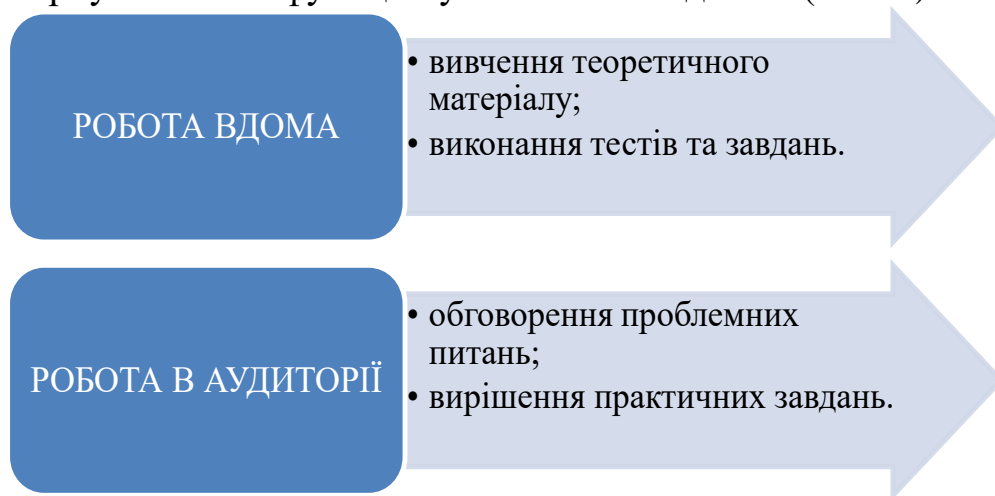 РОБОТА ВДОМА
• вивчення теоретичного
матеріалу;
• виконання тестів та завдань.
РОБОТА В АУДИТОРІЇ
• обговорення проблемних
питань;
• вирішення практичних завдань.